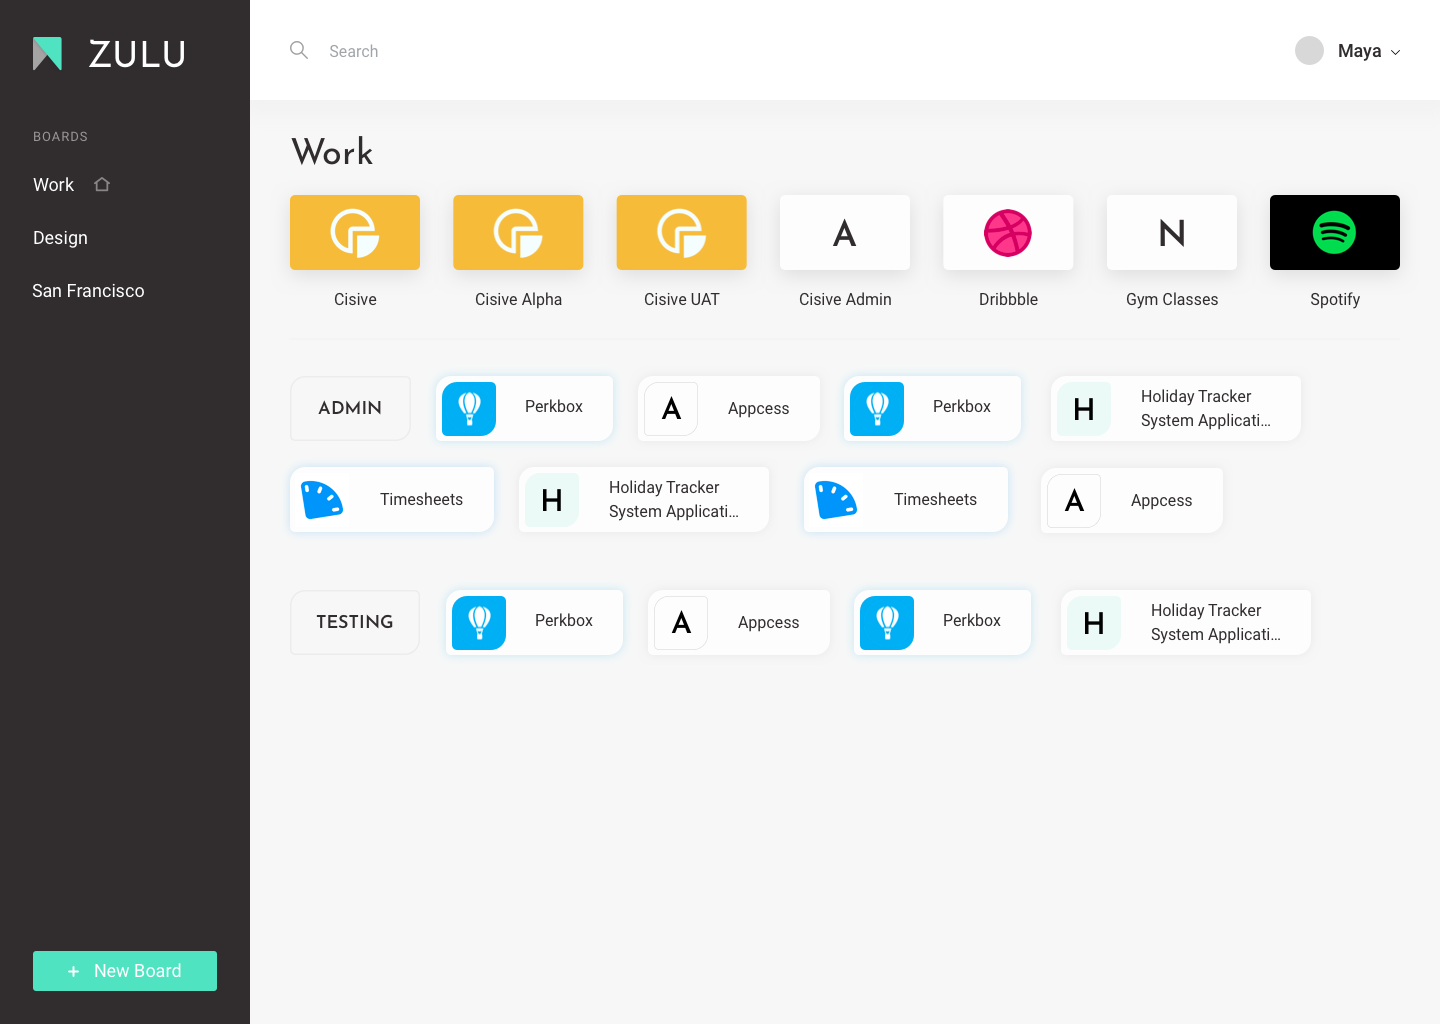 ZULU
Search
Maya
BOARDS
Work
Design
San Francisco
New Board
Work
A
N
Cisive
Cisive Alpha
Cisive UAT
Cisive Admin
Dribbble
Gym Classes
Spotify
ADMIN
Perkbox
A
Appcess
Perkbox
H
Holiday Tracker
System Applicati...
Timesheets
H
Holiday Tracker
System Applicati...
Timesheets
A
Appcess
TESTING
Perkbox
A
Appcess
Perkbox
H
Holiday Tracker
System Applicati...